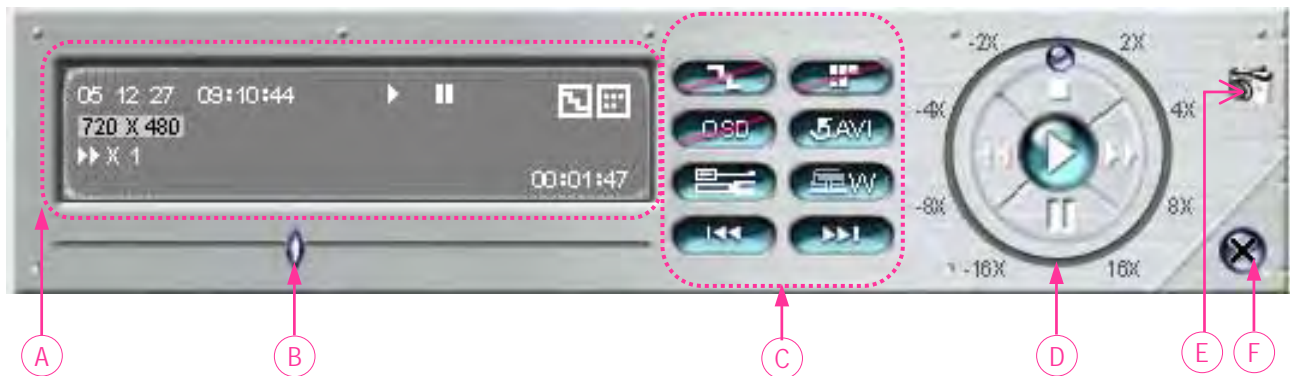 05 12 27 09:10:44
720 X 480
X 1
00:01:47
OSD
AVI
W
-2X 2X
-4X 4X
-8X 8X
-16X 16X
A B C D E F